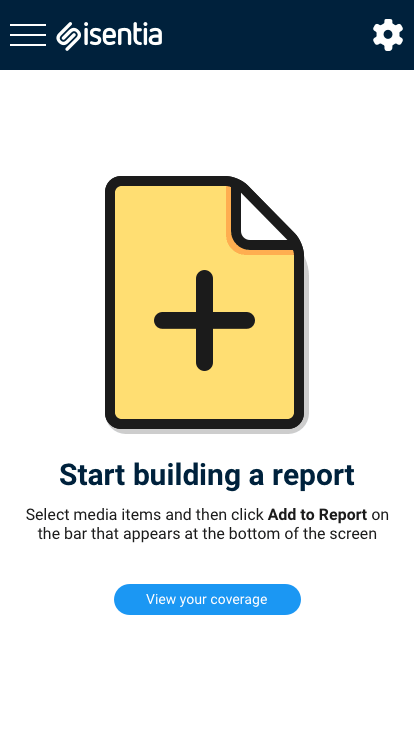 isentia
Start building a report
Select media items and then click Add to Report on
the bar that appears at the bottom of the screen
View your coverage